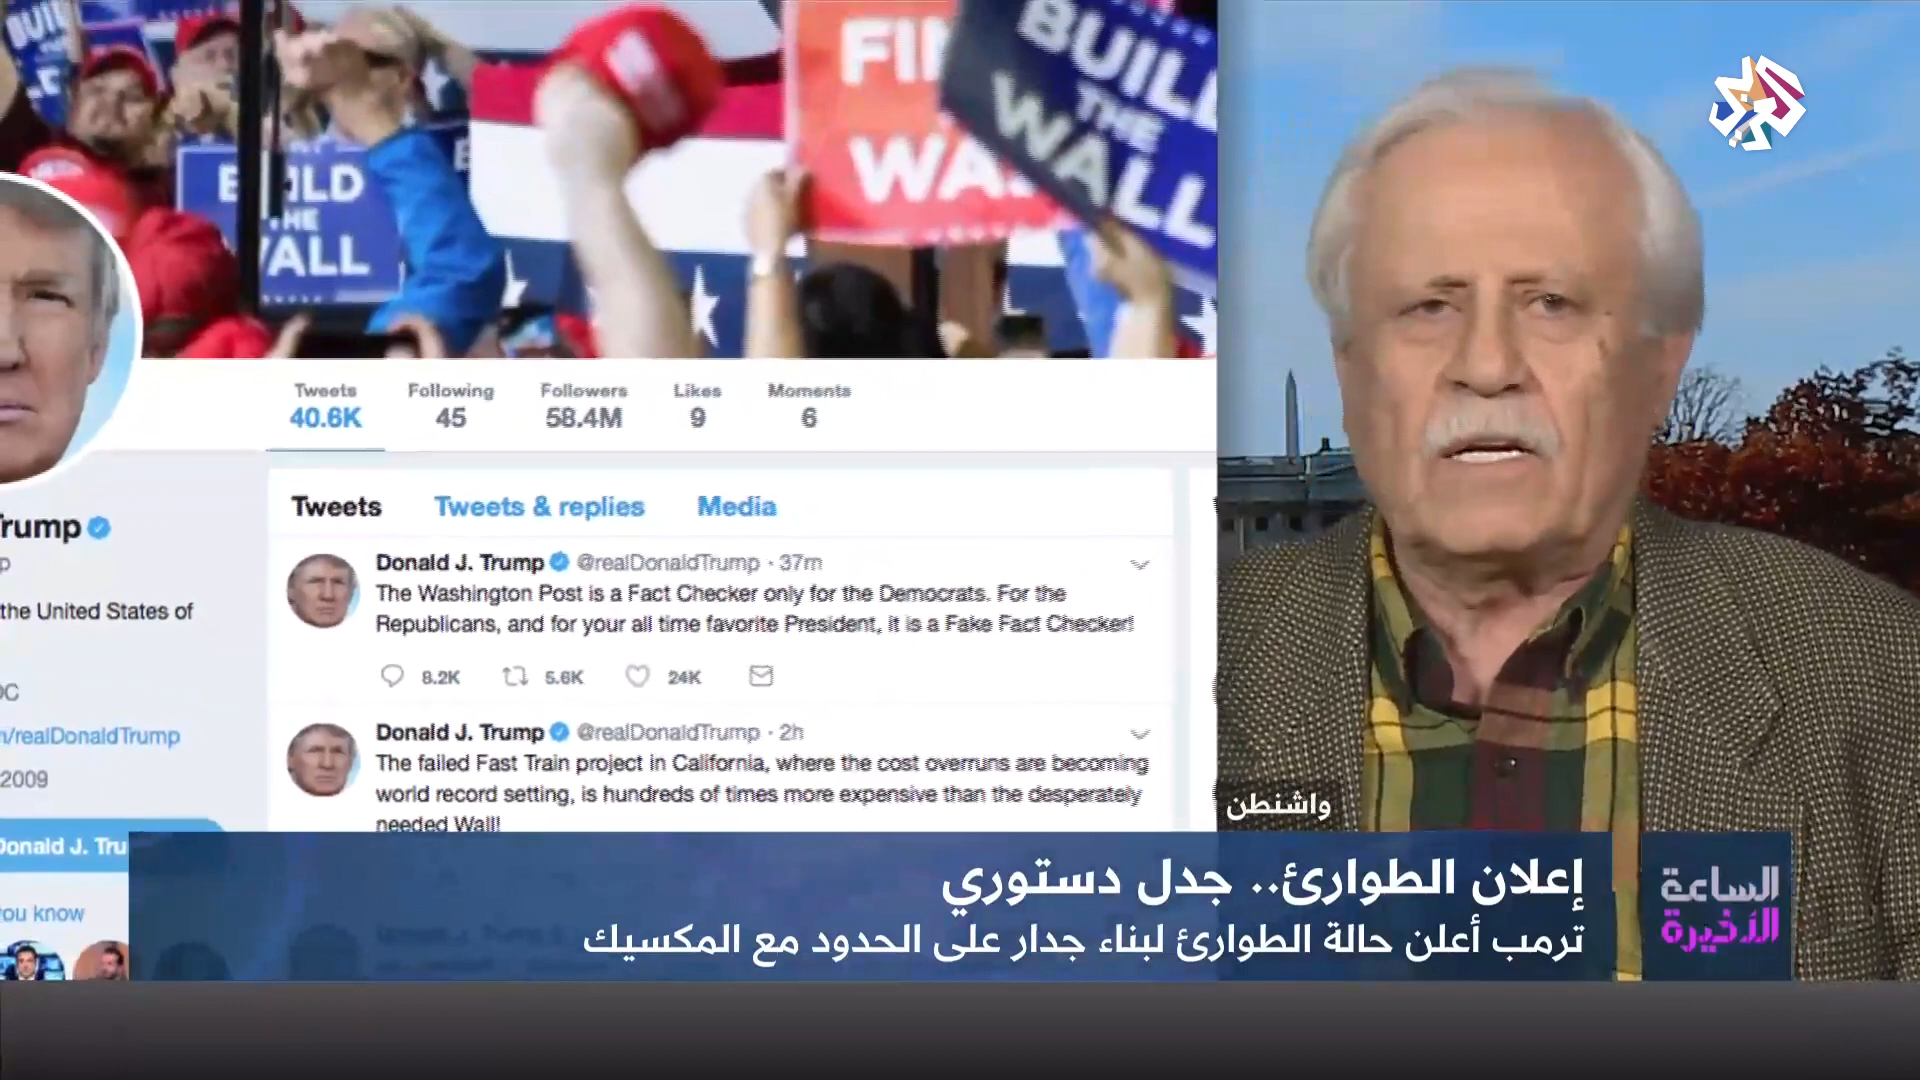 BUILD
THE
WALL
BUILD
THE
WALL
Tweets
40.6K
Following
45
Followers
58.4M
Likes
9
Moments
6
Tweets
Tweets & replies
Media
Trump
the United States of
/realDonaldTrump
2009
Donald J. Tru
you know
Donald J. Trump @realDonaldTrump · 37m
The Washington Post is a Fact Checker only for the Democrats. For the
Republicans, and for your all time favorite President, it is a Fake Fact Checker!
8.2K
5.6K
24K
Donald J. Trump @realDonaldTrump · 2h
The failed Fast Train project in California, where the cost overruns are becoming
world record setting, is hundreds of times more expensive than the desperately
needed Wall!
واشنطن
إعلان الطوارئ.. جدل دستوري
ترمب أعلن حالة الطوارئ لبناء جدار على الحدود مع المكسيك
الساعة
الأخيرة